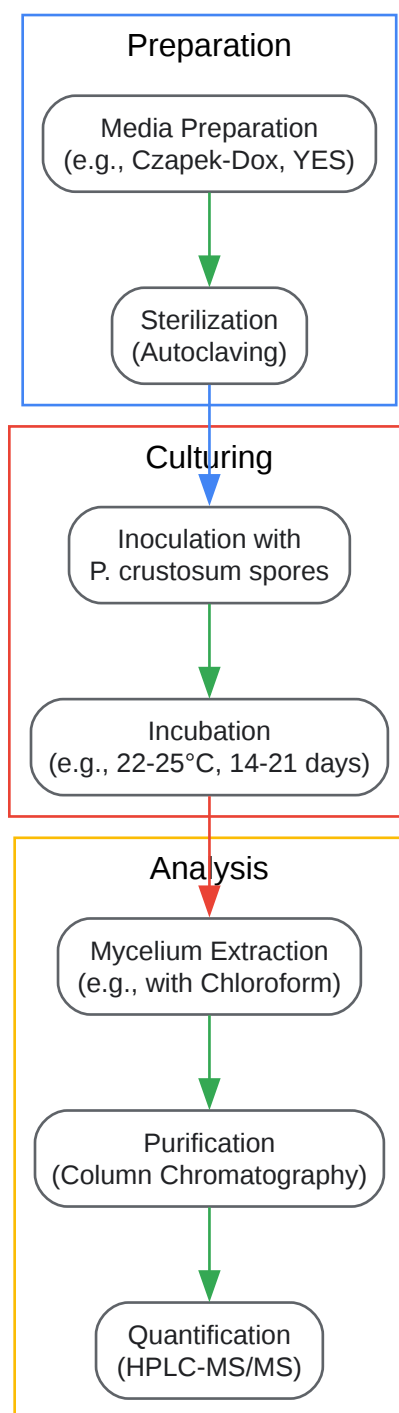 Preparation
Media Preparation
(e.g., Czapek-Dox, YES)
Sterilization
(Autoclaving)
Culturing
Inoculation with
P. crustosum spores
Incubation
(e.g., 22-25°C, 14-21 days)
Analysis
Mycelium Extraction
(e.g., with Chloroform)
Purification
(Column Chromatography)
Quantification
(HPLC-MS/MS)